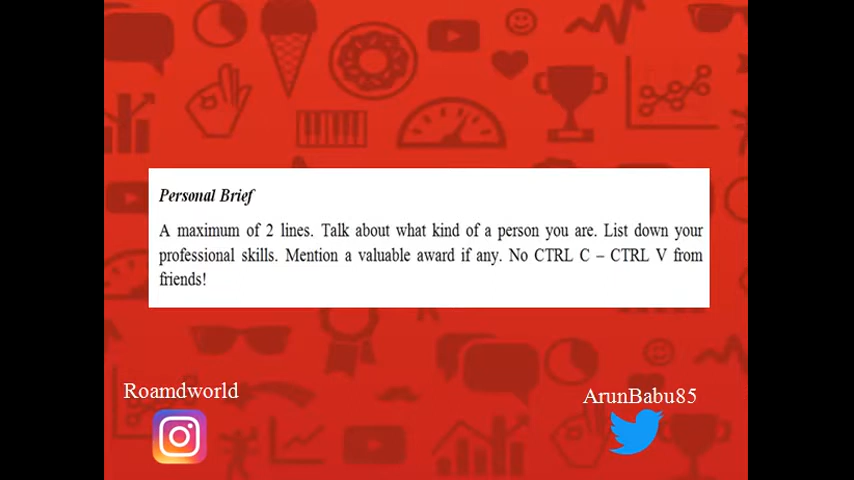 Personal Brief
A maximum of 2 lines. Talk about what kind of a person you are. List down your
professional skills. Mention a valuable award if any. No CTRL C – CTRL V from
friends!
Roamdworld
ArunBabu85